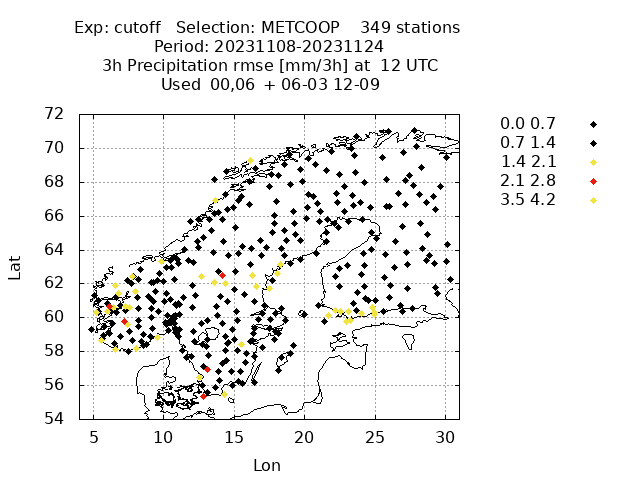 Exp: cutoff   Selection: METCOOP    349 stations
Period: 20231108-20231124
3h Precipitation rmse [mm/3h] at  12 UTC
Used  00,06  + 06-03 12-09
72
70
68
66
64
62
60
58
56
54
5 10 15 20 25 30
Lat
Lon
0.0 0.7
0.7 1.4
1.4 2.1
2.1 2.8
3.5 4.2